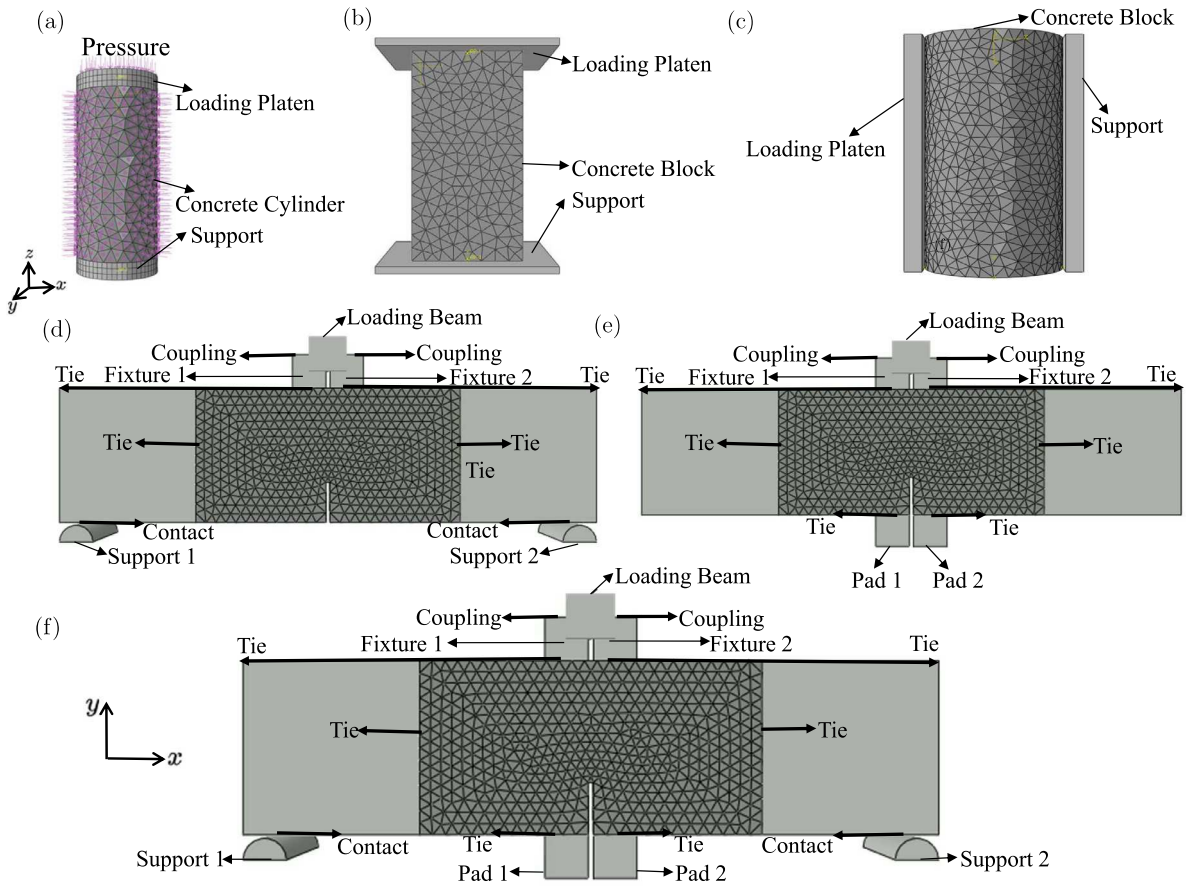 (a)
Pressure
Loading Platen
Concrete Cylinder
Support
z
x
y
(b)
Loading Platen
Concrete Block
Support
(c)
Concrete Block
Loading Platen
Support
(d)
Loading Beam
Coupling
Coupling
Tie
Fixture 1
Fixture 2
Tie
Tie
Tie
Tie
Contact
Contact
Support 1
Support 2
(e)
Loading Beam
Coupling
Coupling
Tie
Fixture 1
Fixture 2
Tie
Tie
Tie
Tie
Tie
Pad 1
Pad 2
(f)
Loading Beam
Coupling
Coupling
Tie
Fixture 1
Fixture 2
Tie
Tie
Tie
y
x
Contact
Tie
Tie
Contact
Support 1
Pad 1
Pad 2
Support 2